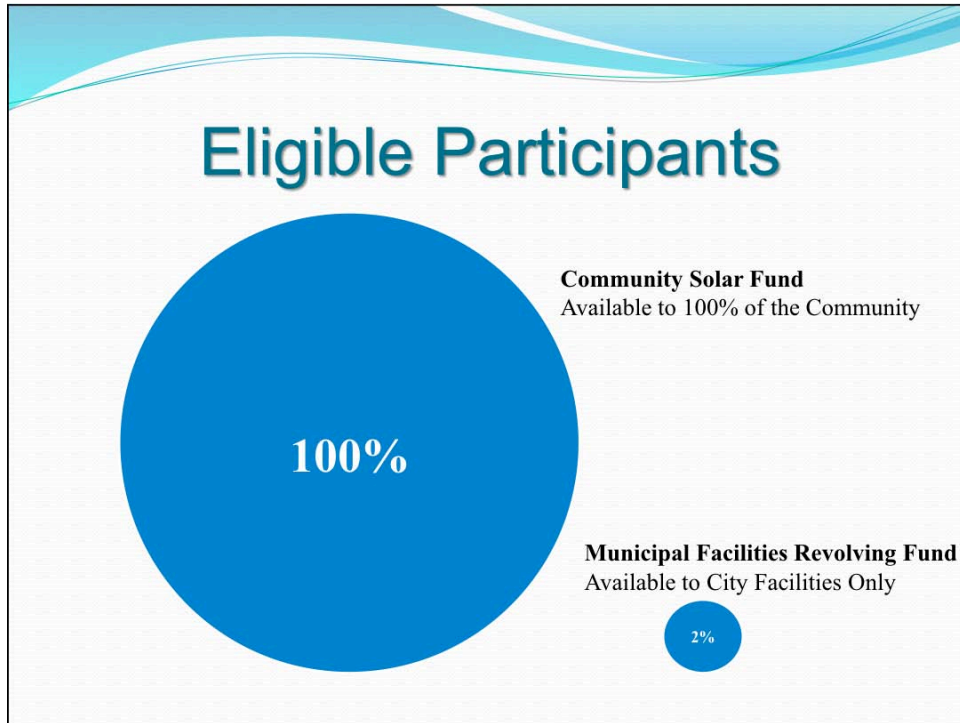 Eligible Participants
Community Solar Fund
Available to 100% of the Community
100%
Municipal Facilities Revolving Fund
Available to City Facilities Only
2%